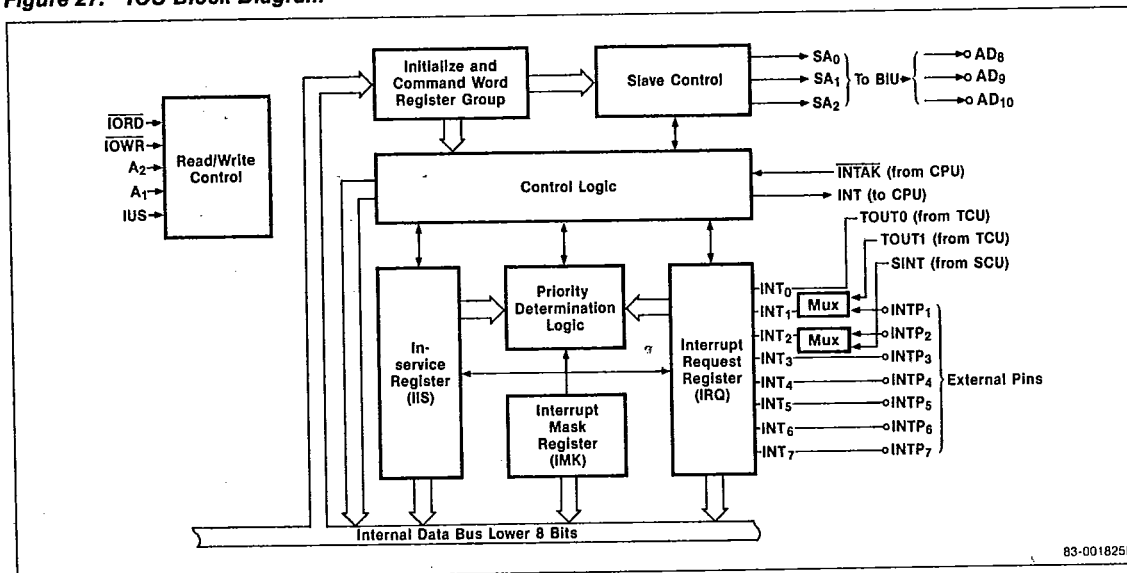 Figure 27. ICU Block Diagram
Initialize and
Command Word
Register Group
Slave Control
SA0
SA1
SA2
To BIU
AD8
AD9
AD10
IORD
IOWR
A2
A1
IUS
Read/Write
Control
Control Logic
INTAK (from CPU)
INT (to CPU)
TOUT0 (from TCU)
TOUT1 (from TCU)
SINT (from SCU)
In-
service
Register
(IIS)
Priority
Determination
Logic
Interrupt
Mask
Register
(IMK)
Interrupt
Request
Register
(IRQ)
INT0
INT1
INT2
INT3
INT4
INT5
INT6
INT7
Mux
Mux
INTP1
INTP2
INTP3
INTP4
INTP5
INTP6
INTP7
External Pins
Internal Data Bus Lower 8 Bits